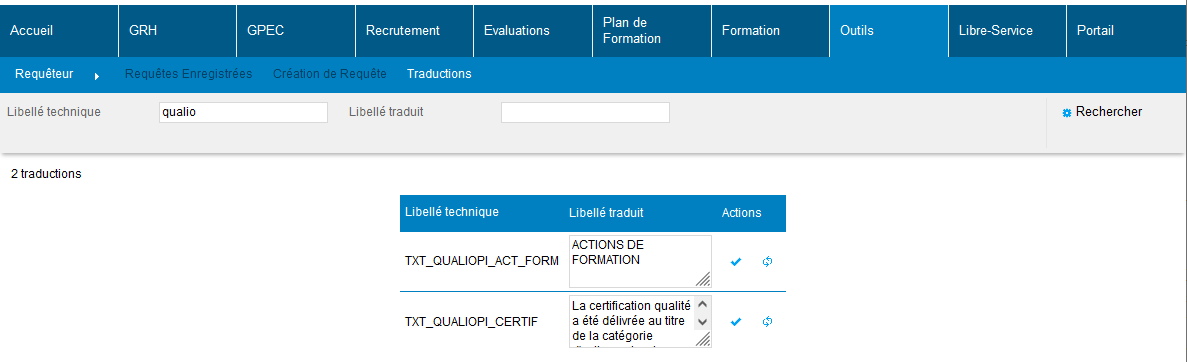 Accueil
GRH
GPEC
Recrutement
Evaluations
Plan de
Formation
Formation
Outils
Libre-Service
Portail
Requêteur
Requêtes Enregistrées
Création de Requête
Traductions
Libellé technique
qualio
Libellé traduit
Rechercher
2 traductions
Libellé technique
Libellé traduit
Actions
TXT_QUALIOPI_ACT_FORM
ACTIONS DE
FORMATION
TXT_QUALIOPI_CERTIF
La certification qualité
a été délivrée au titre
de la catégorie